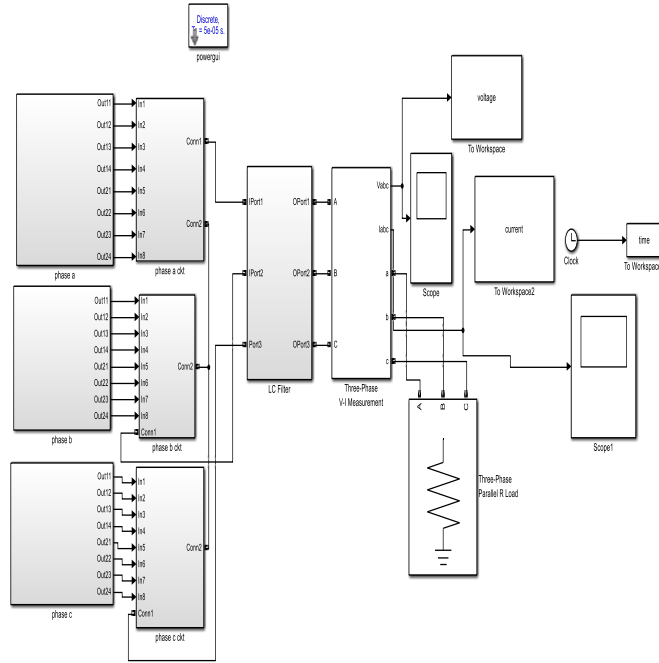 Discrete,
Ts = 5e-05 s.
powergui
Out11
Out12
Out13
Out14
Out21
Out22
Out23
Out24
phase a
In1
In2
In3
In4
In5
In6
In7
In8
Conn1
Conn2
phase a ckt
Out11
Out12
Out13
Out14
Out21
Out22
Out23
Out24
phase b
In1
In2
In3
In4
In5
In6
In7
In8
Conn1
Conn2
phase b ckt
Out11
Out12
Out13
Out14
Out21
Out22
Out23
Out24
phase c
In1
In2
In3
In4
In5
In6
In7
In8
Conn1
Conn2
phase c ckt
IPort1
IPort2
Port3
OPort1
OPort2
OPort3
LC Filter
A
B
C
Vabc
Iabc
a
b
c
Three-Phase
V-I Measurement
voltage
To Workspace
Scope
current
To Workspace2
Clock
time
To Workspace
Scope1
A
B
C
Three-Phase
Parallel R Load